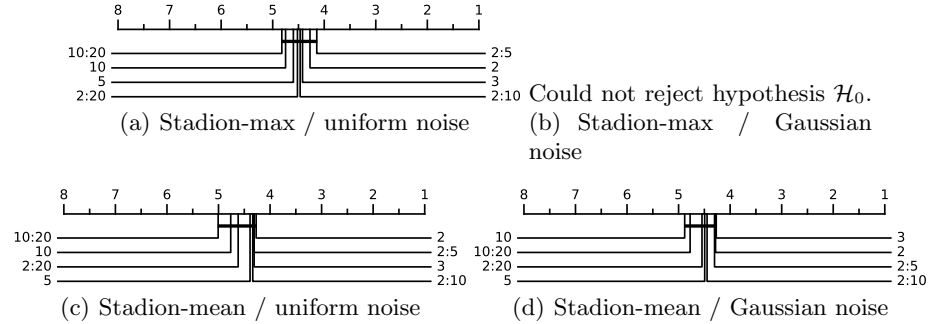 8 7 6 5 4 3 2 1
10:20 2:5
10 2
5 3
2:20 2:10
(a) Stadion-max / uniform noise
Could not reject hypothesis ℋ₀.
(b) Stadion-max / Gaussian
noise
8 7 6 5 4 3 2 1
10:20 2
10 2:5
2:20 3
5 2:10
(c) Stadion-mean / uniform noise
8 7 6 5 4 3 2 1
10 3
10:20 2
2:20 2:5
5 2:10
(d) Stadion-mean / Gaussian noise